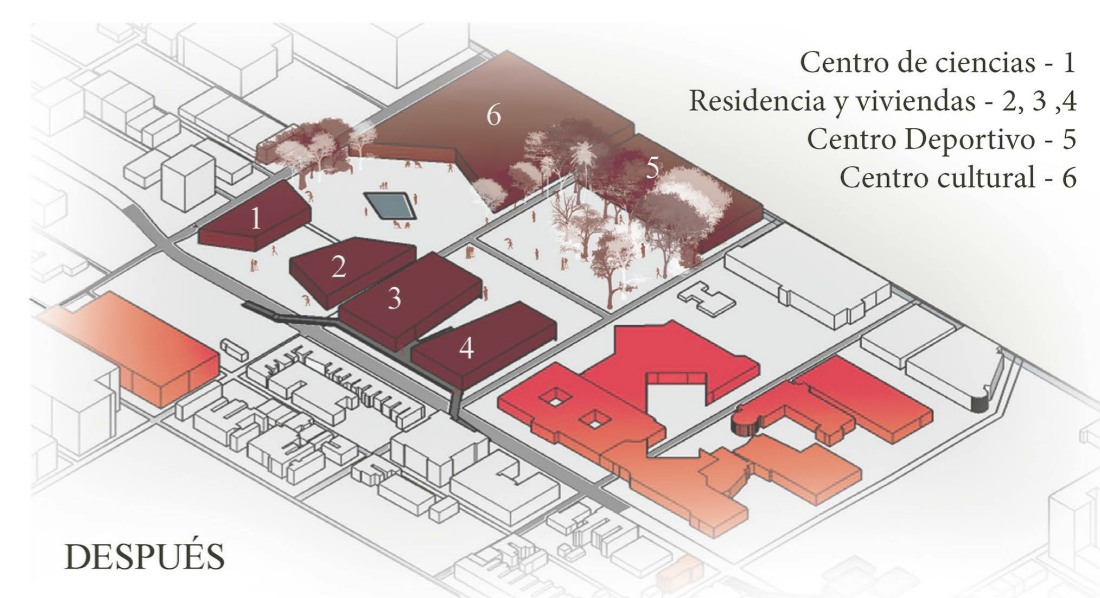 Centro de ciencias - 1
Residencia y viviendas - 2, 3 ,4
Centro Deportivo - 5
Centro cultural - 6
6
5
1
2
3
4
DESPUÉS